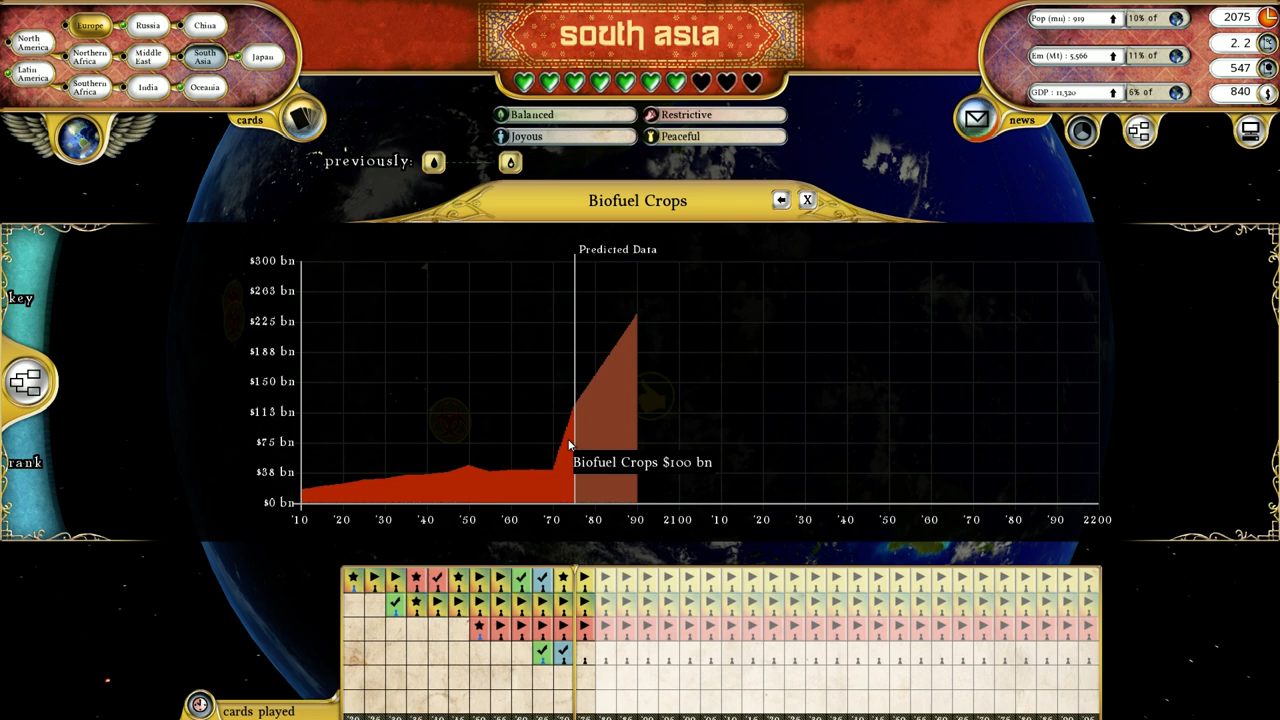 Europe
Russia
China
North America
Northern Africa
Middle East
South Asia
Japan
Latin America
Southern Africa
India
Oceania
cards
south asia
Balanced
Restrictive
Joyous
Peaceful
previously:
Pop (mn) : 919
10% of
Em (Mt) : 5,566
11% of
GDP : 11,320
6% of
2075
2. 2
547
840
news
Biofuel Crops
X
Predicted Data
$300 bn
$263 bn
$225 bn
$188 bn
$150 bn
$113 bn
$75 bn
$38 bn
$0 bn
Biofuel Crops $100 bn
'10 '20 '30 '40 '50 '60 '70 '80 '90 2100 '10 '20 '30 '40 '50 '60 '70 '80 '90 2200
key
rank
cards played